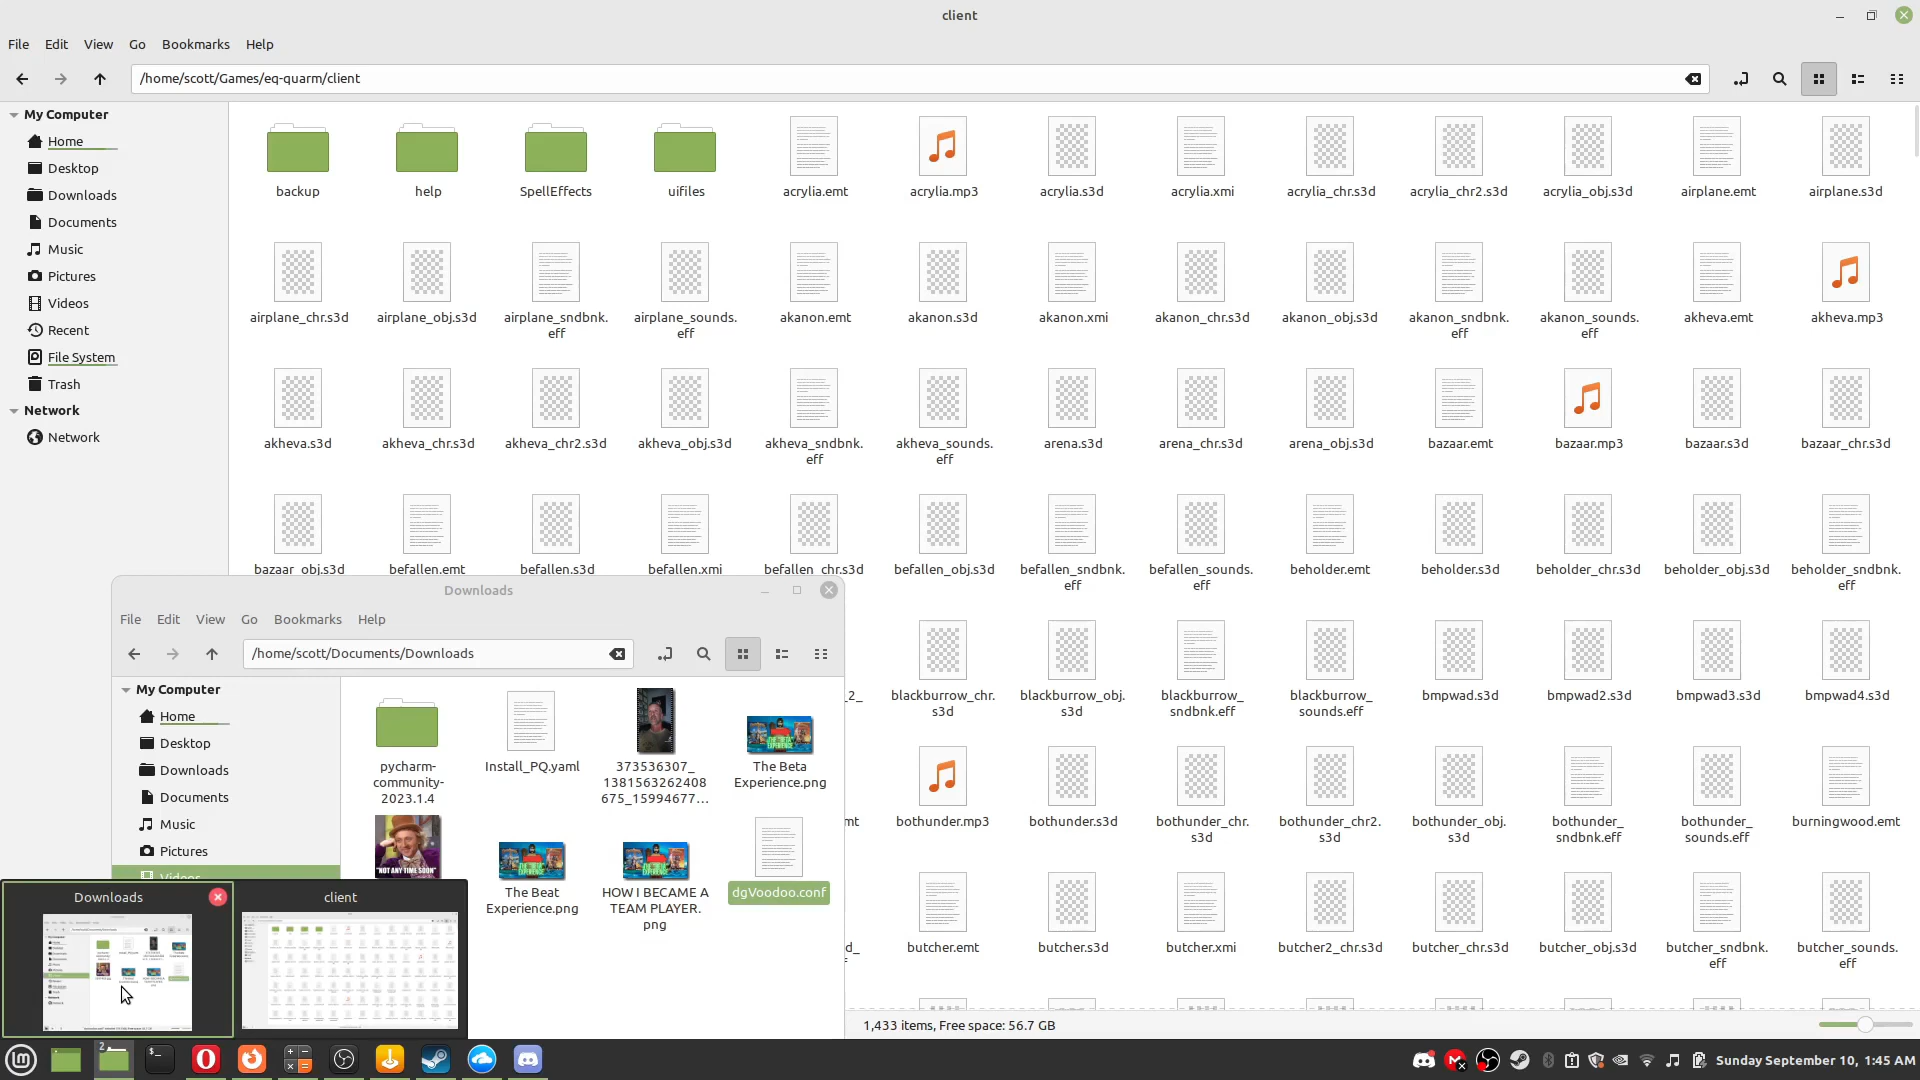 client
File Edit View Go Bookmarks Help
/home/scott/Games/eq-quarm/client
My Computer
Home
Desktop
Downloads
Documents
Music
Pictures
Videos
Recent
File System
Trash
Network
Network
backup help SpellEffects uifiles acrylia.emt acrylia.mp3 acrylia.s3d acrylia.xmi acrylia_chr.s3d acrylia_chr2.s3d acrylia_obj.s3d airplane.emt airplane.s3d
airplane_chr.s3d airplane_obj.s3d airplane_sndbnk. airplane_sounds. akanon.emt akanon.s3d akanon.xmi akanon_chr.s3d akanon_obj.s3d akanon_sndbnk. akanon_sounds. akheva.emt akheva.mp3
eff eff eff eff
akheva.s3d akheva_chr.s3d akheva_chr2.s3d akheva_obj.s3d akheva_sndbnk. akheva_sounds. arena.s3d arena_chr.s3d arena_obj.s3d bazaar.emt bazaar.mp3 bazaar.s3d bazaar_chr.s3d
eff eff
bazaar_obj.s3d befallen.emt befallen.s3d befallen.xmi befallen_chr.s3d befallen_obj.s3d befallen_sndbnk. befallen_sounds. beholder.emt beholder.s3d beholder_chr.s3d beholder_obj.s3d beholder_sndbnk.
eff eff eff
_2_ blackburrow_chr. blackburrow_obj. blackburrow_ blackburrow_ bmpwad.s3d bmpwad2.s3d bmpwad3.s3d bmpwad4.s3d
s3d s3d sndbnk.eff sounds.eff
mt bothunder.mp3 bothunder.s3d bothunder_chr. bothunder_chr2. bothunder_obj. bothunder_ bothunder_ burningwood.emt
s3d s3d s3d sndbnk.eff sounds.eff
d_ butcher.emt butcher.s3d butcher.xmi butcher2_chr.s3d butcher_chr.s3d butcher_obj.s3d butcher_sndbnk. butcher_sounds.
eff eff
1,433 items, Free space: 56.7 GB
Downloads
File Edit View Go Bookmarks Help
/home/scott/Documents/Downloads
My Computer
Home
Desktop
Downloads
Documents
Music
Pictures
Videos
pycharm- Install_PQ.yaml 373536307_ The Beta
community- 1381563262408 Experience.png
2023.1.4 675_15994677...
"NOT ANY TIME SOON"
The Beat HOW I BECAME A dgVoodoo.conf
Experience.png TEAM PLAYER.
png
Downloads client
2
Sunday September 10, 1:45 AM